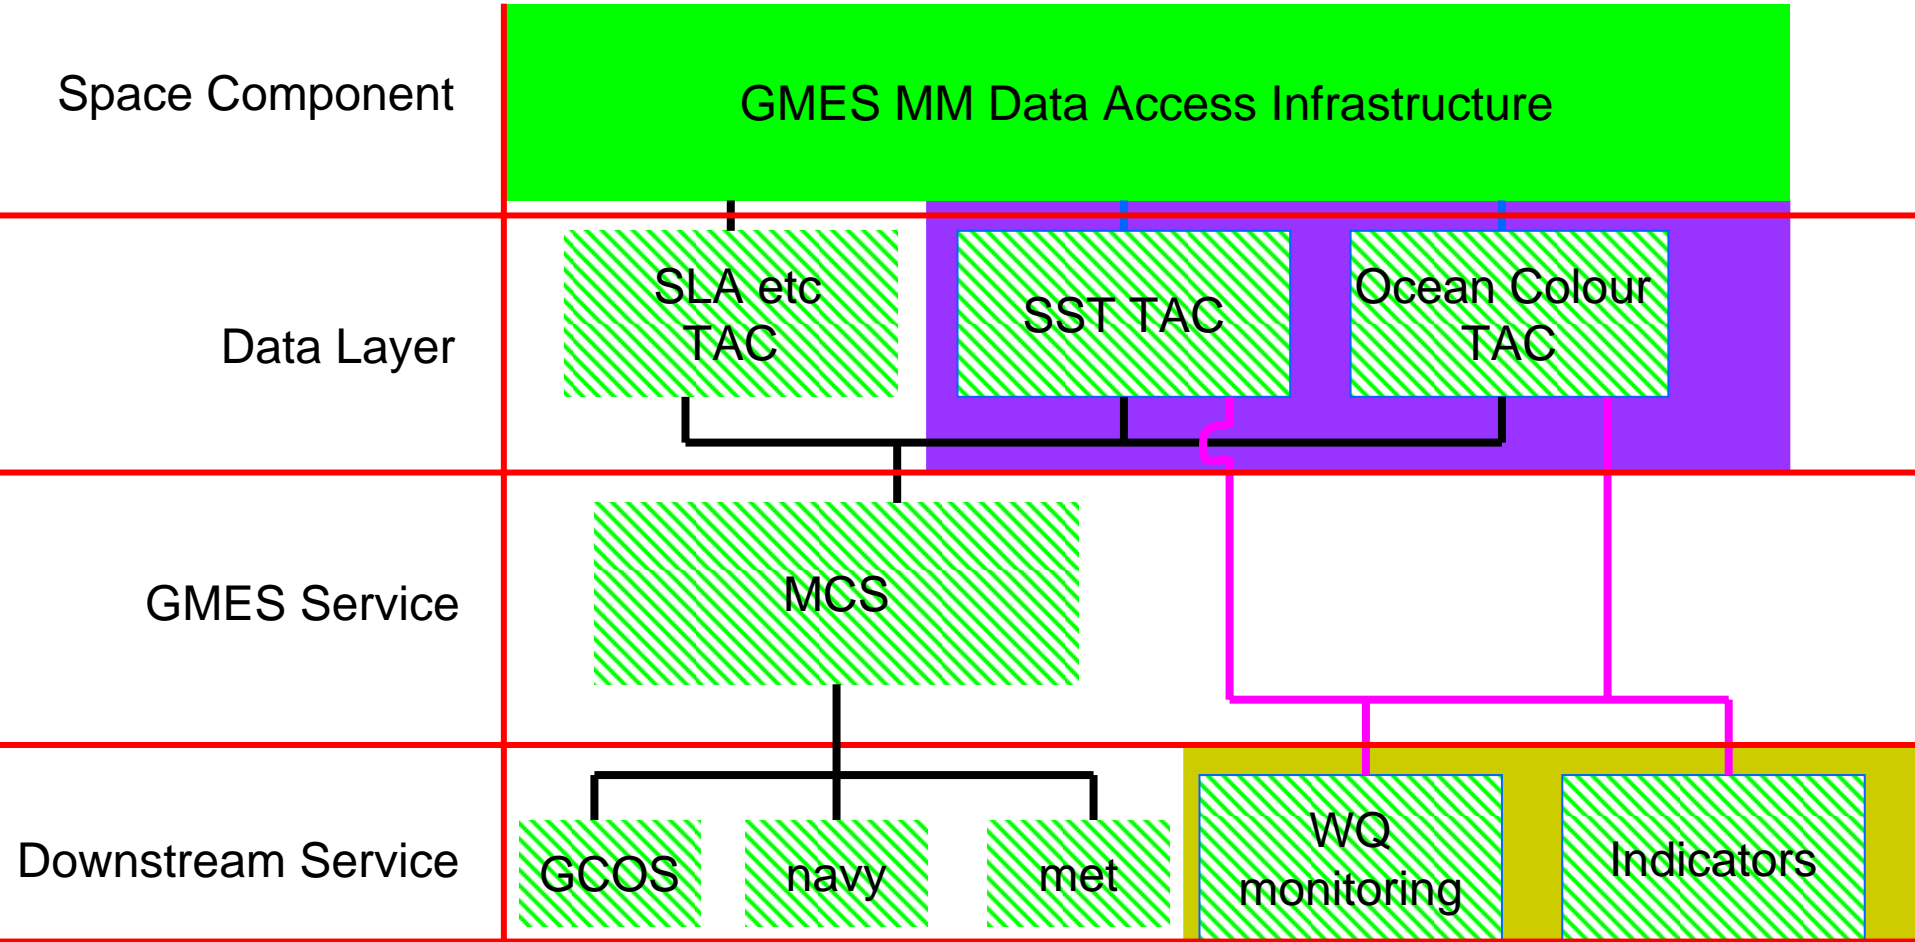 Space Component
GMES MM Data Access Infrastructure
Data Layer
SLA etc
TAC
SST TAC
Ocean Colour
TAC
GMES Service
MCS
Downstream Service
GCOS
navy
met
WQ
monitoring
Indicators